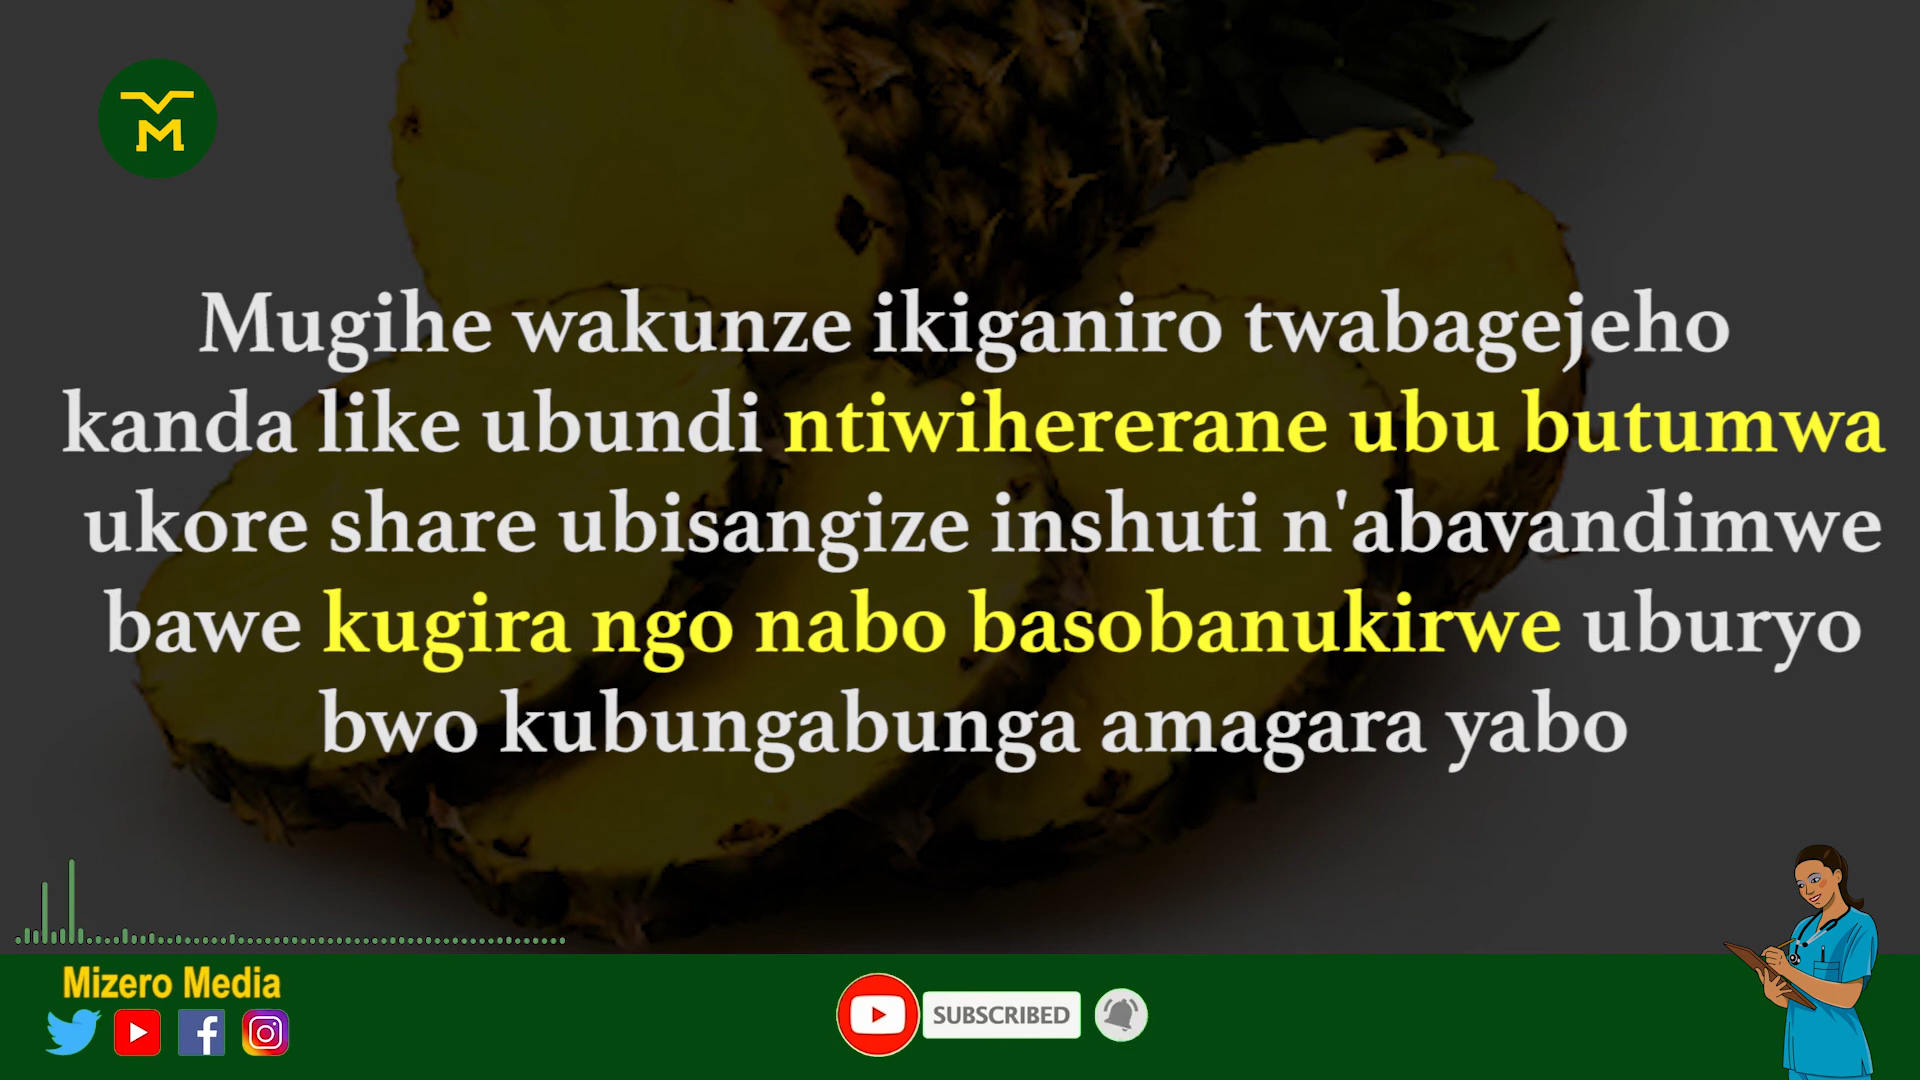 M
Mugihe wakunze ikiganiro twabagejeho
kanda like ubundi ntiwihererane ubu butumwa
ukore share ubisangize inshuti n'abavandimwe
bawe kugira ngo nabo basobanukirwe uburyo
bwo kubungabunga amagara yabo
Mizero Media
SUBSCRIBED